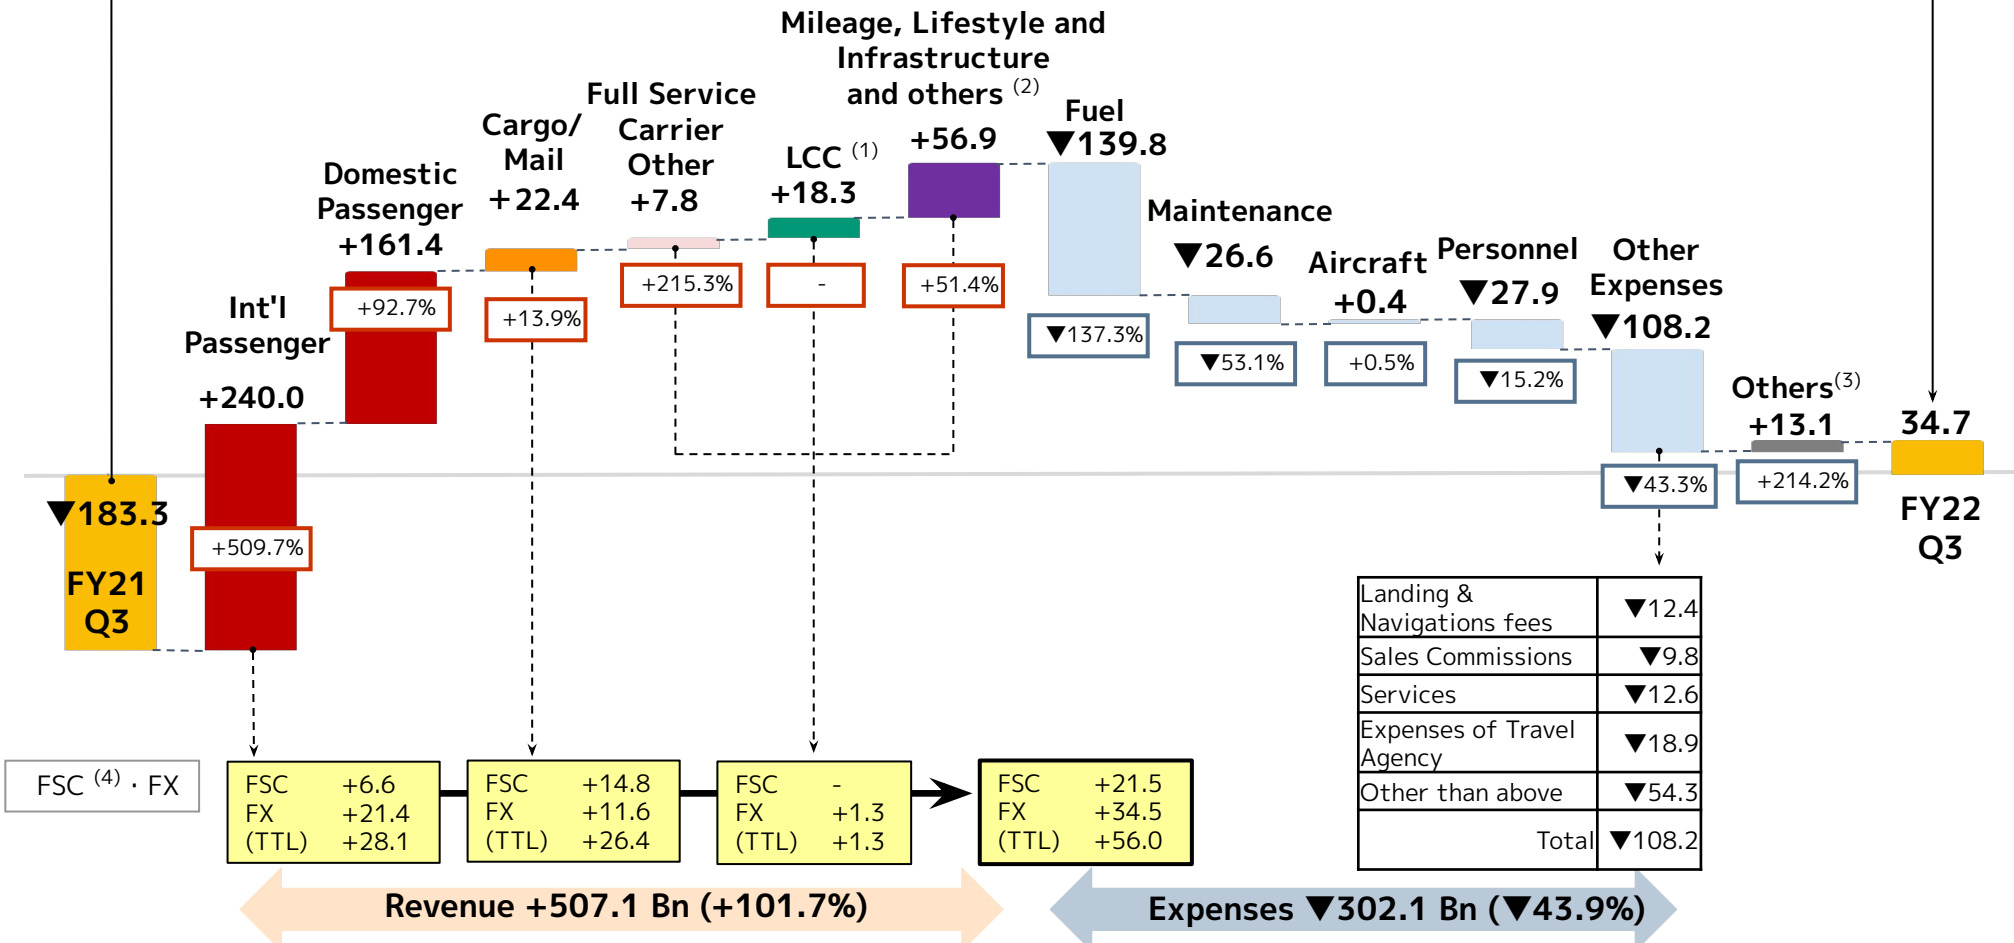 Mileage, Lifestyle and
Infrastructure
and others (2)
+56.9
Full Service
Carrier
Other
+7.8
Cargo/
Mail
+22.4
LCC (1)
+18.3
Domestic
Passenger
+161.4
Int'l
Passenger
+240.0
Fuel
▼139.8
Maintenance
▼26.6
Aircraft
+0.4
Personnel
▼27.9
Other
Expenses
▼108.2
Others(3)
+13.1
34.7
FY22
Q3
▼183.3
FY21
Q3
+509.7%
+92.7%
+13.9%
+215.3%
-
+51.4%
▼137.3%
▼53.1%
+0.5%
▼15.2%
▼43.3%
+214.2%
Landing &
Navigations fees ▼12.4
Sales Commissions ▼9.8
Services ▼12.6
Expenses of Travel
Agency ▼18.9
Other than above ▼54.3
Total ▼108.2
FSC (4) · FX
FSC +6.6
FX +21.4
(TTL) +28.1
FSC +14.8
FX +11.6
(TTL) +26.4
FSC -
FX +1.3
(TTL) +1.3
FSC +21.5
FX +34.5
(TTL) +56.0
Revenue +507.1 Bn (+101.7%)
Expenses ▼302.1 Bn (▼43.9%)